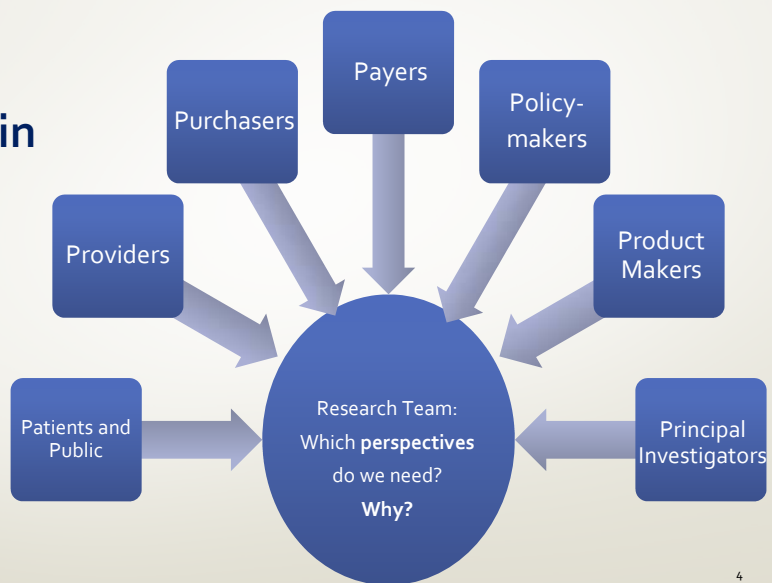 in
Payers
Purchasers
Policy-
makers
Providers
Product
Makers
Patients and
Public
Research Team:
Which perspectives
do we need?
Why?
Principal
Investigators
4